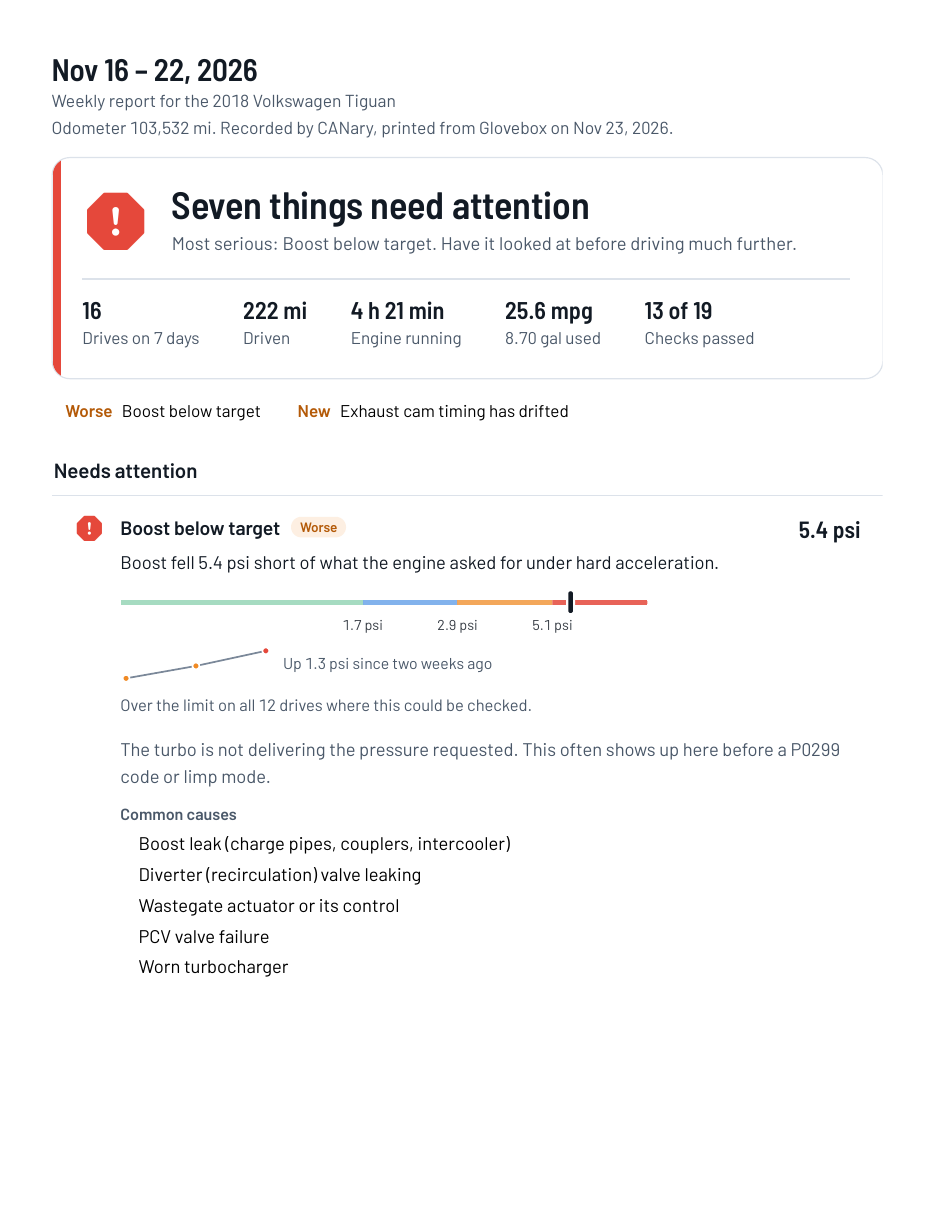 Nov 16 – 22, 2026
Weekly report for the 2018 Volkswagen Tiguan
Odometer 103,532 mi. Recorded by CANary, printed from Glovebox on Nov 23, 2026.
Seven things need attention
Most serious: Boost below target. Have it looked at before driving much further.
16 222 mi 4 h 21 min 25.6 mpg 13 of 19
Drives on 7 days Driven Engine running 8.70 gal used Checks passed
Worse Boost below target New Exhaust cam timing has drifted
Needs attention
Boost below target Worse 5.4 psi
Boost fell 5.4 psi short of what the engine asked for under hard acceleration.
1.7 psi 2.9 psi 5.1 psi
Up 1.3 psi since two weeks ago
Over the limit on all 12 drives where this could be checked.
The turbo is not delivering the pressure requested. This often shows up here before a P0299
code or limp mode.
Common causes
Boost leak (charge pipes, couplers, intercooler)
Diverter (recirculation) valve leaking
Wastegate actuator or its control
PCV valve failure
Worn turbocharger